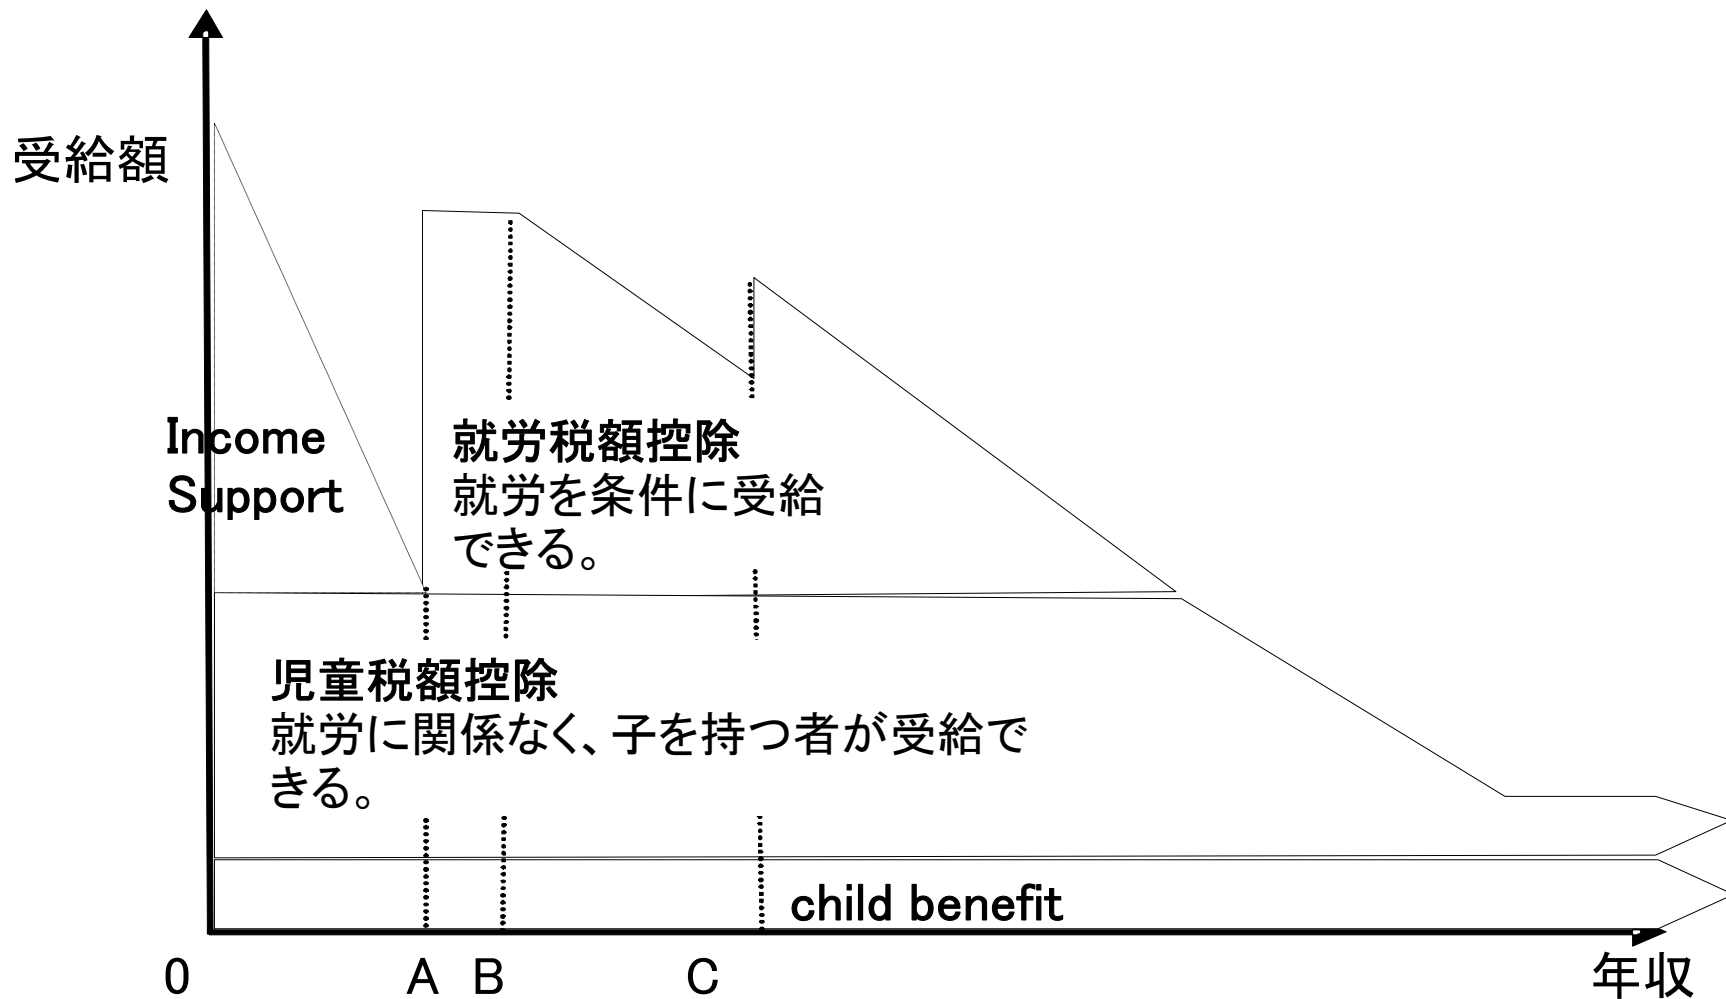 受給額
Income
Support
就労税額控除
就労を条件に受給
できる。
児童税額控除
就労に関係なく、子を持つ者が受給で
きる。
child benefit
0 A B C 年収